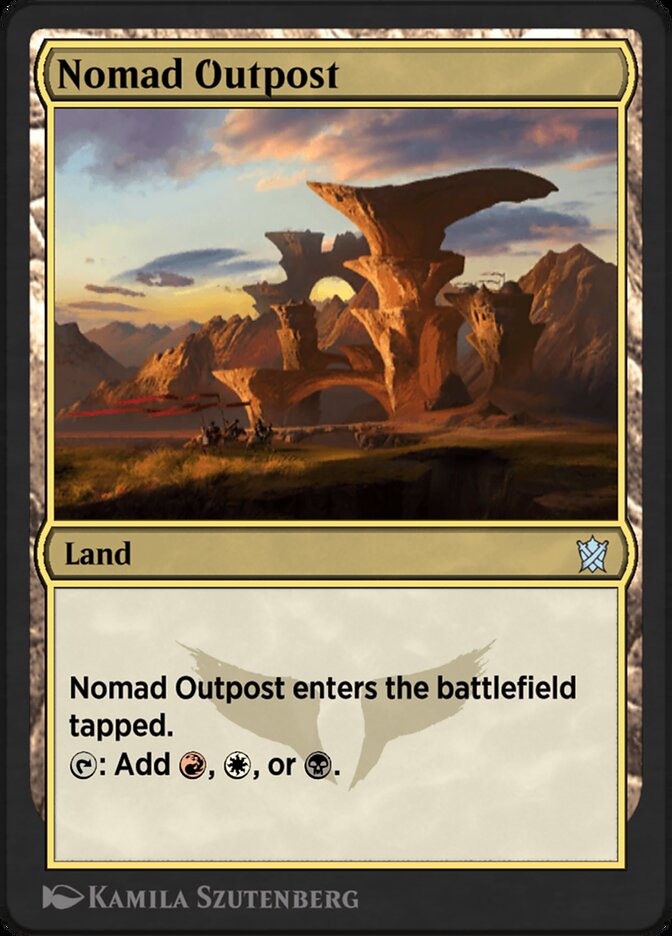 Nomad Outpost
Land
Nomad Outpost enters the battlefield
tapped.
: Add , , or .
Kamila Szutenberg